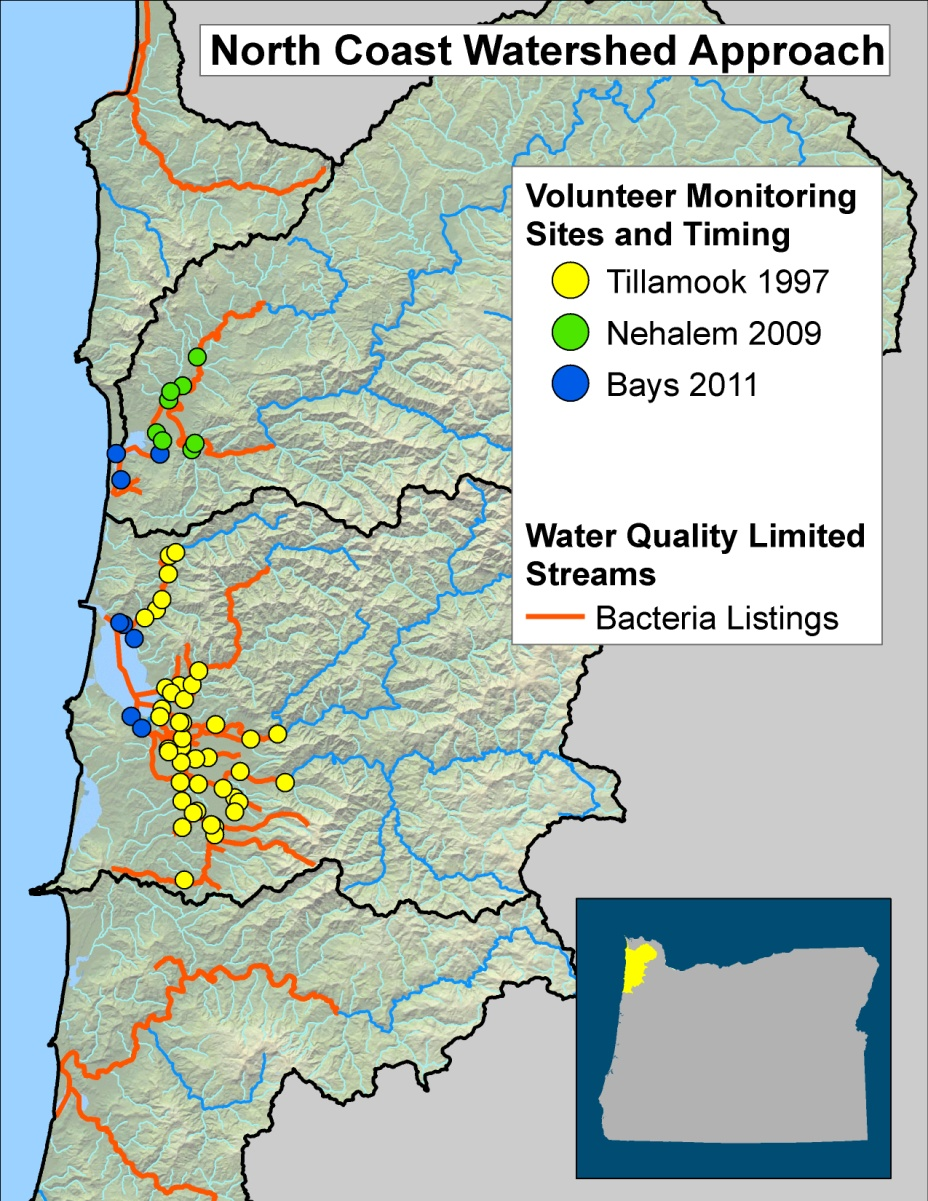 North Coast Watershed Approach
Volunteer Monitoring
Sites and Timing
Tillamook 1997
Nehalem 2009
Bays 2011
Water Quality Limited
Streams
Bacteria Listings